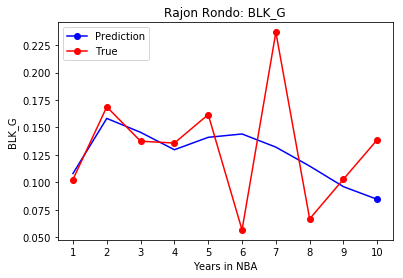 Rajon Rondo: BLK_G
Prediction
True
0.225
0.200
0.175
0.150
0.125
0.100
0.075
0.050
BLK_G
1 2 3 4 5 6 7 8 9 10
Years in NBA